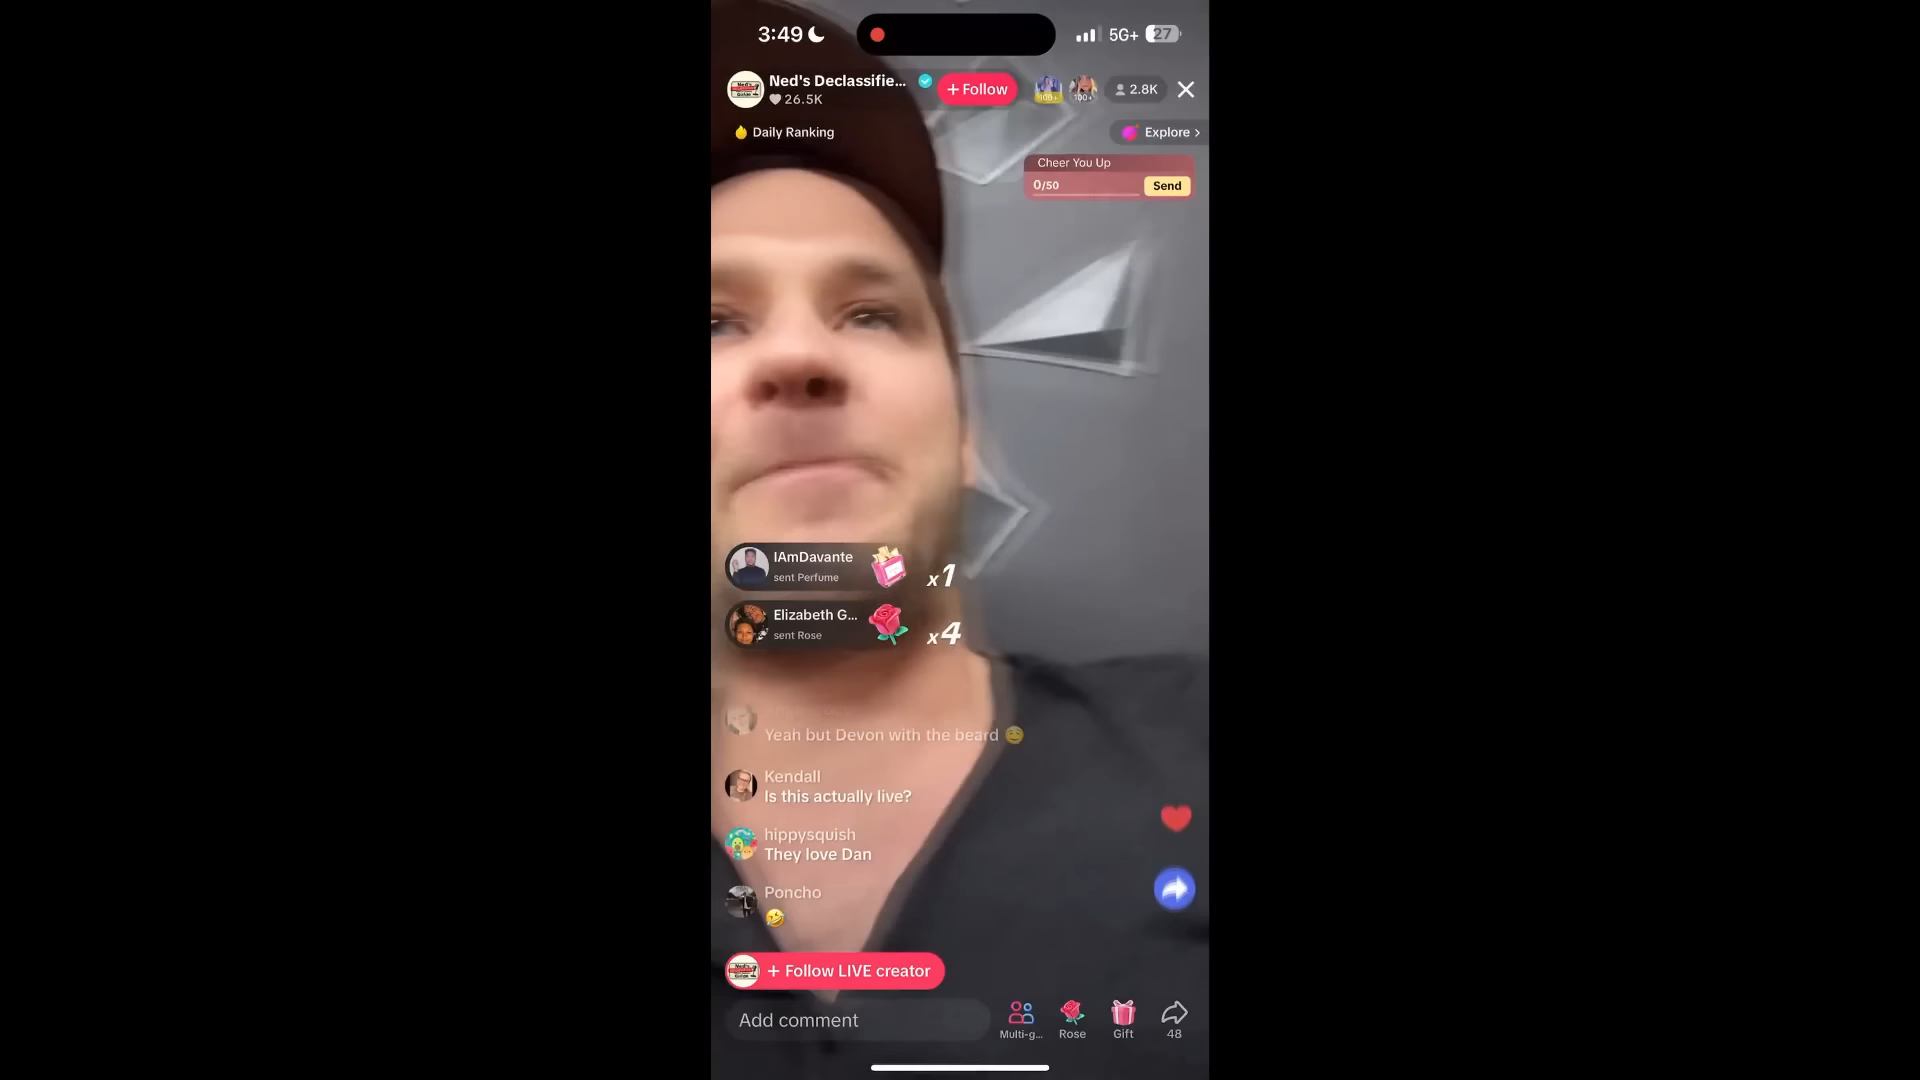 3:49
5G+
27
Ned's Declassifie...
26.5K
+ Follow
100+
100+
2.8K
Daily Ranking
Explore >
Cheer You Up
0/50
Send
IAmDavante
sent Perfume
x1
Elizabeth G...
sent Rose
x4
Yeah but Devon with the beard 😌
Kendall
Is this actually live?
hippysquish
They love Dan
Poncho
🤣
+ Follow LIVE creator
Add comment
Multi-g...
Rose
Gift
48